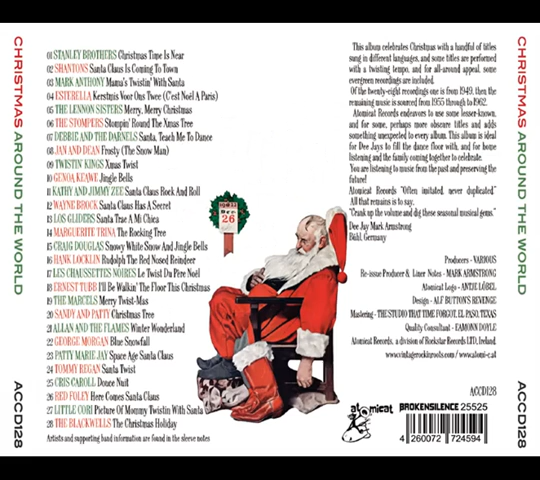 CHRISTMAS AROUND THE WORLD
ACCD128
01 STANLEY BROTHERS Christmas Time Is Near
02 SHANTONS Santa Claus Is Coming To Town
03 MARK ANTHONY Mama's Twistin' With Santa
04 ESTERELLA Kerstmis Voor Ons Twee (C'est Noël A Paris)
05 THE LENNON SISTERS Merry, Merry Christmas
06 THE STOMPERS Stompin' Round The Xmas Tree
07 DEBBIE AND THE DARNELS Santa, Teach Me To Dance
08 JAN AND DEAN Frosty (The Snow Man)
09 TWISTIN' KINGS Xmas Twist
10 GENOA KEAWE Jingle Bells
11 KATHY AND JIMMY ZEE Santa Claus Rock And Roll
12 WAYNE BROCK Santa Claus Has A Secret
13 LOS GLIDERS Santa Trae A Mi Chica
14 MARGUERITE TRINA The Rocking Tree
15 CRAIG DOUGLAS Snowy White Snow And Jingle Bells
16 HANK LOCKLIN Rudolph The Red Nosed Reindeer
17 LES CHAUSSETTES NOIRES Le Twist Du Père Noël
18 ERNEST TUBB I'll Be Walkin' The Floor This Christmas
19 THE MARCELS Merry Twist-Mas
20 SANDY AND PATTY Christmas Tree
21 ALLAN AND THE FLAMES Winter Wonderland
22 GEORGE MORGAN Blue Snowfall
23 PATTY MARIE JAY Space Age Santa Claus
24 TOMMY REGAN Santa Twist
25 CRIS CAROLL Douce Nuit
26 RED FOLEY Here Comes Santa Claus
27 LITTLE CORI Picture Of Mommy Twistin With Santa
28 THE BLACKWELLS The Christmas Holiday
Artists and supporting band information are found in the sleeve notes
DEC.
26
This album celebrates Christmas with a handful of titles
sung in different languages, and some titles are performed
with a twisting tempo, and for all-around appeal, some
evergreen recordings are included.
Of the twenty-eight recordings one is from 1949, then the
remaining music is sourced from 1955 through to 1962.
Atomicat Records endeavors to use some lesser-known,
and for some, perhaps more obscure titles and adds
something unexpected to every album. This album is ideal
for Dee Jays to fill the dance floor with, and for home
listening and the family coming together to celebrate.
You are listening to music from the past and preserving the
future!
Atomicat Records "Often imitated, never duplicated"
All that remains to is say,
"Crank up the volume and dig these seasonal musical gems."
Dee Jay Mark Armstrong
Bühl, Germany
Producers - VARIOUS
Re-issue Producer & Liner Notes - MARK ARMSTRONG
Atomicat Logo - ANTJE LÖBEL
Design - ALF BUTTON'S REVENGE
Mastering - THE STUDIO THAT TIME FORGOT, EL PASO, TEXAS
Quality Consultant - EAMONN DOYLE
Atomicat Records, a division of Rockstar Records LTD, Ireland
www.vintagerockinroots.com / www.atomi-cat
ACCD128
atomicat
BROKENSILENCE 25525
4 260072 724594
CHRISTMAS AROUND THE WORLD
ACCD128